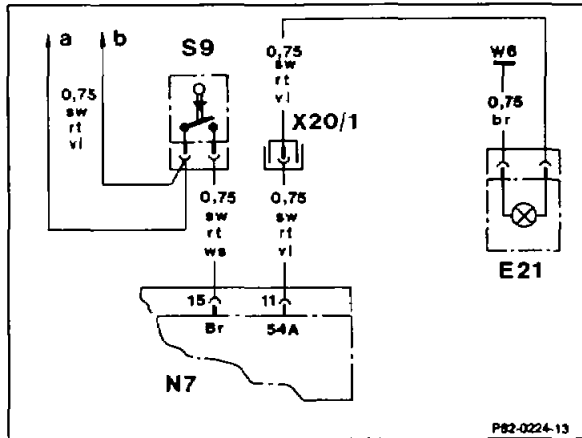 a b
S9
0,75
sw
rt
vl
0,75
sw
rt
vl
X20/1
W6
0,75
br
E21
0,75
sw
rt
ws
0,75
sw
rt
vl
15 11
Br 54A
N7
P82-0224-13